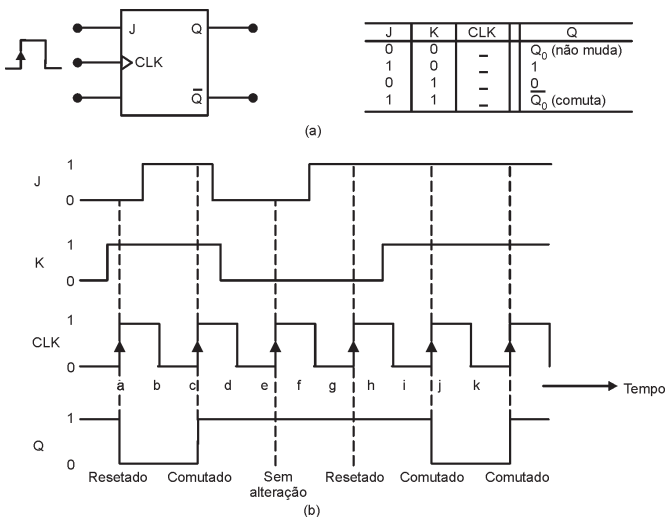 J Q
CLK
Q
J K CLK Q
0 0 Q0 (não muda)
1 0 1
0 1 0
1 1 Q0 (comuta)
(a)
1
J
0
1
K
0
1
CLK
0
a b c d e f g h i j k
Tempo
1
Q
0
Resetado Comutado Sem alteração Resetado Comutado Comutado
(b)